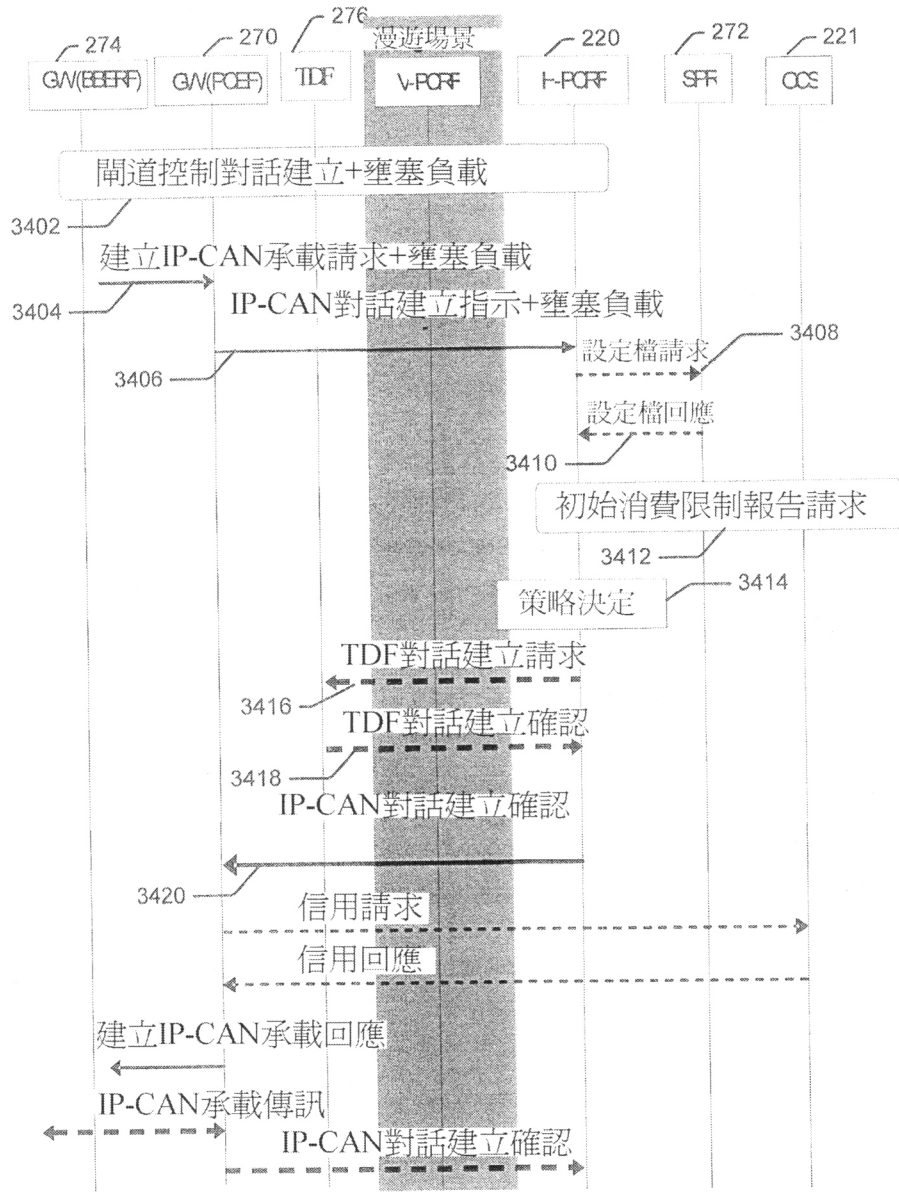 274
270
276
漫遊場景
220
272
221
GW(BBERF)
GW(PCEF)
TDF
V-PCRF
H-PCRF
SPR
OCS
閘道控制對話建立+壅塞負載
3402
建立IP-CAN承載請求+壅塞負載
3404
IP-CAN對話建立指示+壅塞負載
3406
設定檔請求
3408
設定檔回應
3410
初始消費限制報告請求
3412
策略決定
3414
TDF對話建立請求
3416
TDF對話建立確認
3418
IP-CAN對話建立確認
3420
信用請求
信用回應
建立IP-CAN承載回應
IP-CAN承載傳訊
IP-CAN對話建立確認